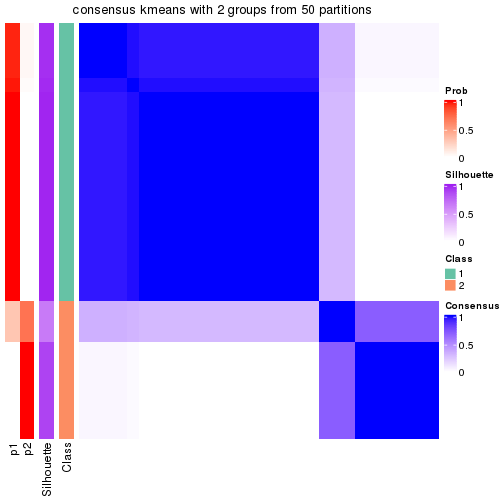 consensus kmeans with 2 groups from 50 partitions
Prob
1
0.5
0
Silhouette
1
0.5
0
Class
1
2
Consensus
1
0.5
0
p1
p2
Silhouette
Class